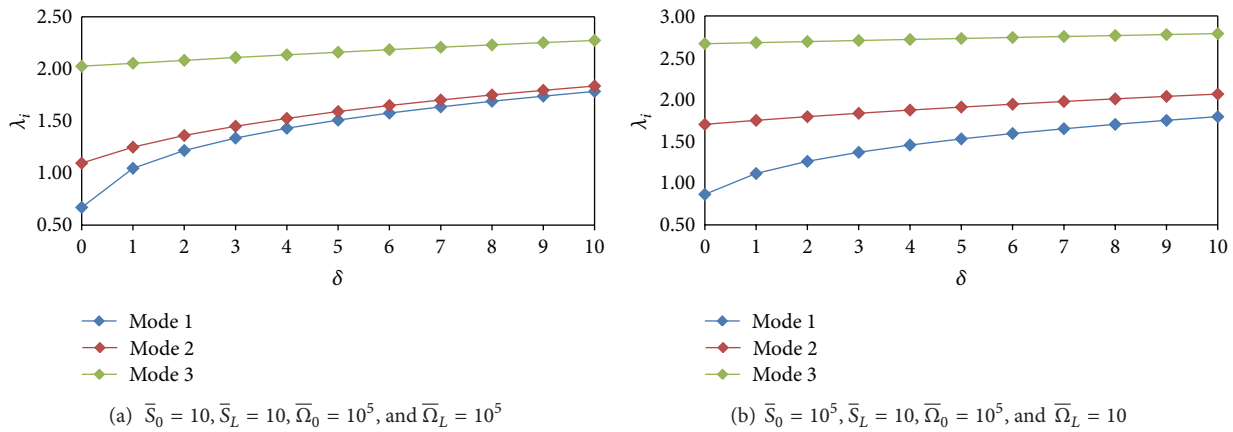 2.50
2.00
1.50
1.00
0.50
λi
0 1 2 3 4 5 6 7 8 9 10
δ
Mode 1
Mode 2
Mode 3
(a) S̅0 = 10, S̅L = 10, Ω̅0 = 10^5, and Ω̅L = 10^5
3.00
2.50
2.00
1.50
1.00
0.50
λi
0 1 2 3 4 5 6 7 8 9 10
δ
Mode 1
Mode 2
Mode 3
(b) S̅0 = 10^5, S̅L = 10, Ω̅0 = 10^5, and Ω̅L = 10